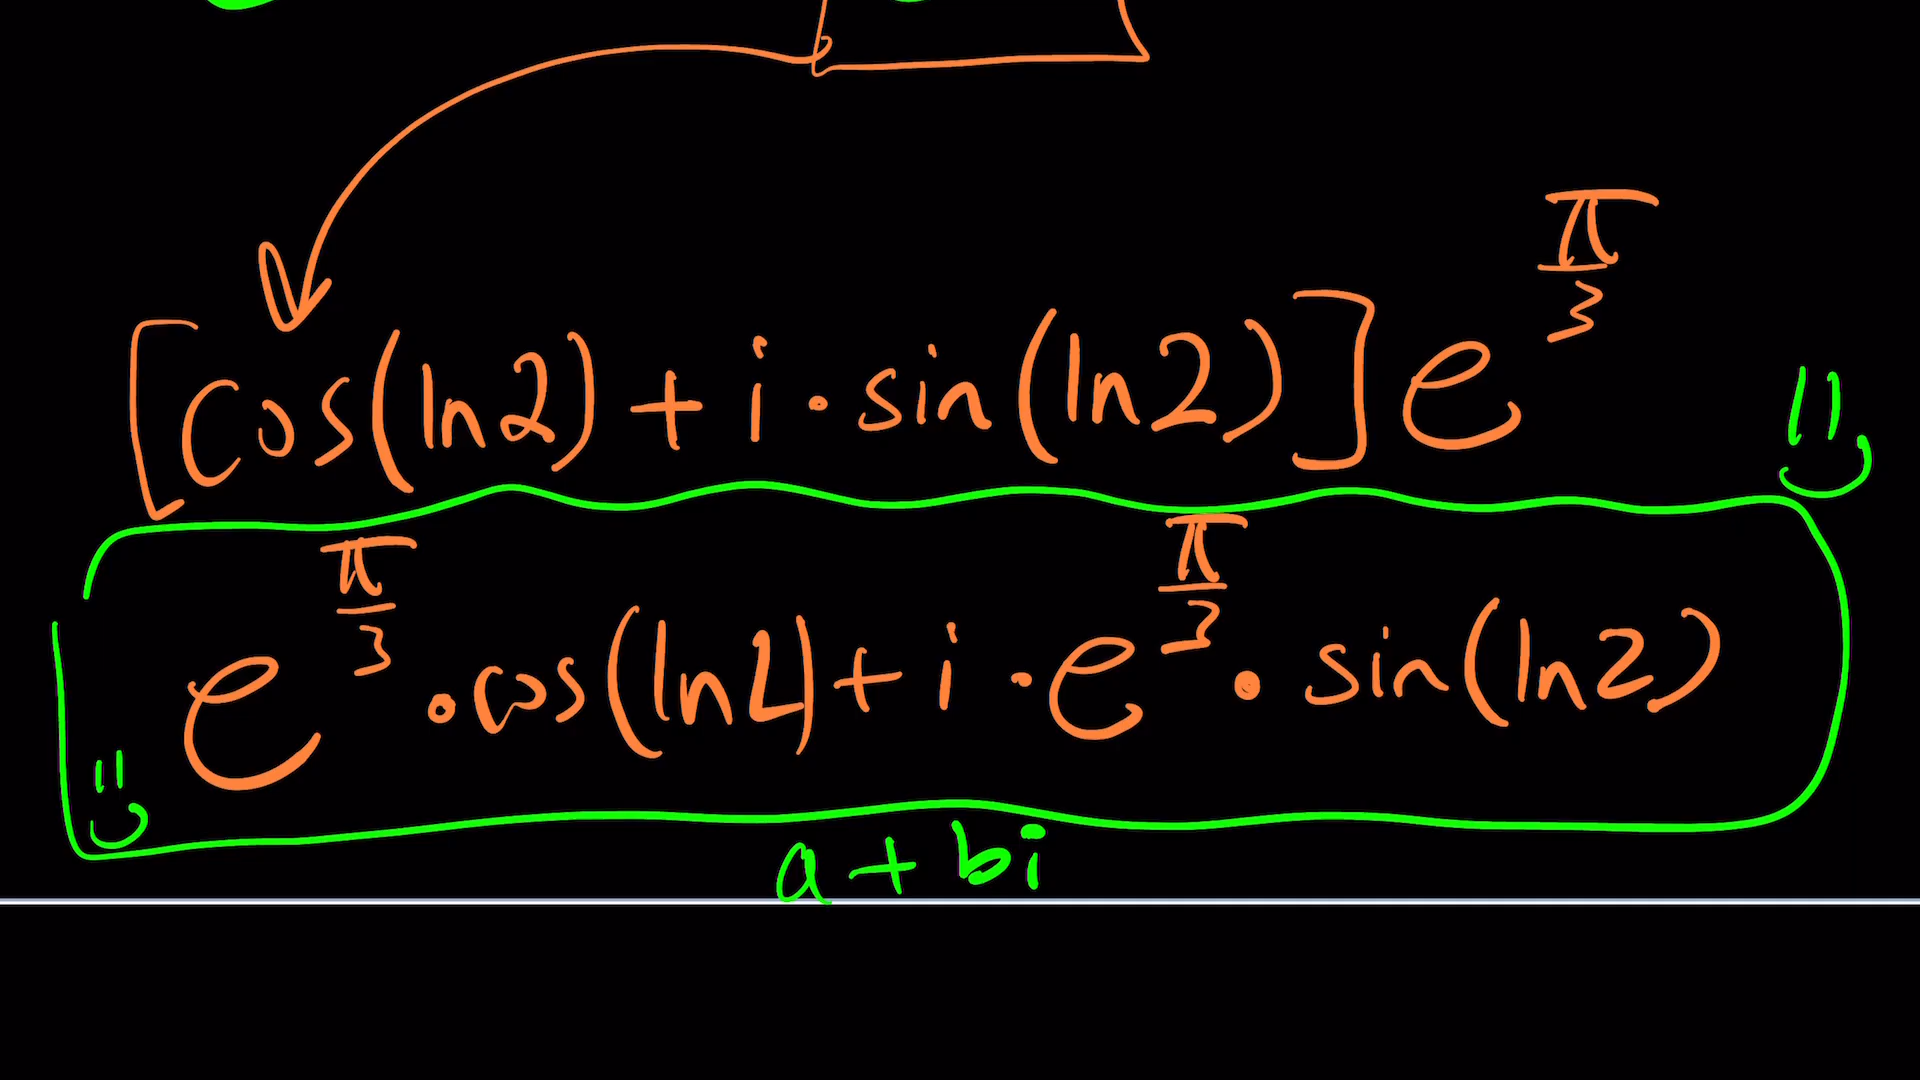 [cos(ln2) + i · sin(ln2)] e^(π/3)
e^(π/3) · cos(ln2) + i · e^(π/3) · sin(ln2)
a + bi